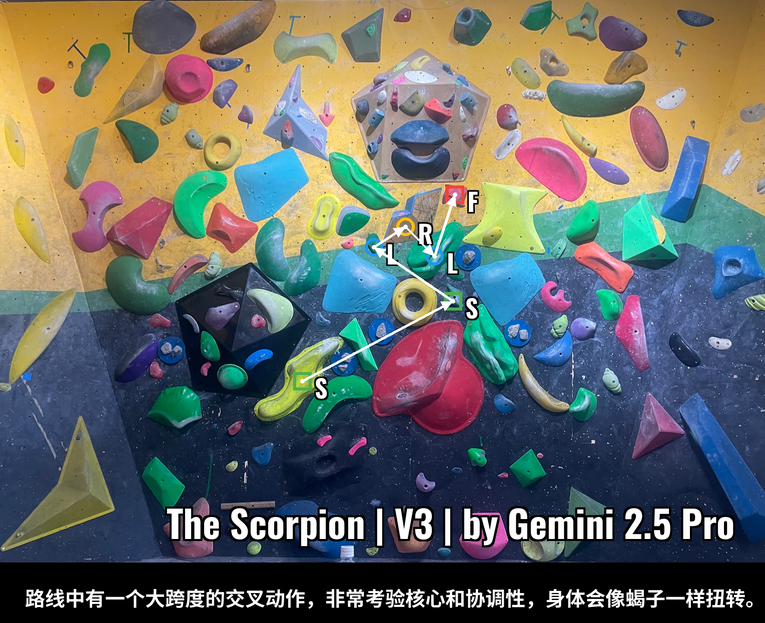 F
R
L
L
S
S
The Scorpion | V3 | by Gemini 2.5 Pro
路线中有一个大跨度的交叉动作，非常考验核心和协调性，身体会像蝎子一样扭转。